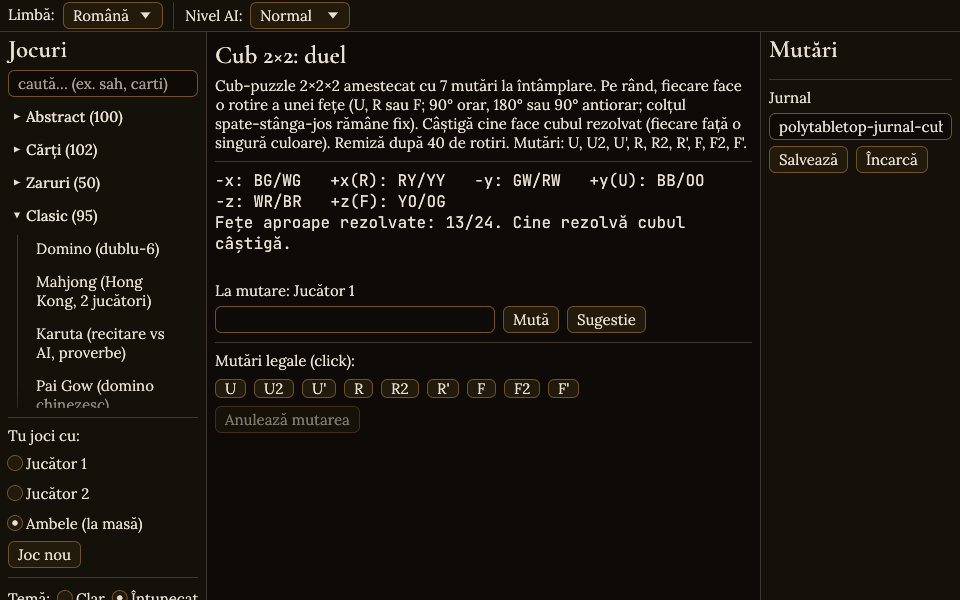 Limbă: Română ▼ Nivel AI: Normal ▼
Jocuri
caută... (ex. sah, carti)
▸ Abstract (100)
▸ Cărți (102)
▸ Zaruri (50)
▾ Clasic (95)
Domino (dublu-6)
Mahjong (Hong
Kong, 2 jucători)
Karuta (recitare vs
AI, proverbe)
Pai Gow (domino
chinezesc)
Tu joci cu:
Jucător 1
Jucător 2
Ambele (la masă)
Joc nou
Temă: Clar Întunecat
Cub 2×2: duel
Cub-puzzle 2×2×2 amestecat cu 7 mutări la întâmplare. Pe rând, fiecare face
o rotire a unei fețe (U, R sau F; 90° orar, 180° sau 90° antiorar; colțul
spate-stânga-jos rămâne fix). Câștigă cine face cubul rezolvat (fiecare față o
singură culoare). Remiză după 40 de rotiri. Mutări: U, U2, U', R, R2, R', F, F2, F'.
-x: BG/WG +x(R): RY/YY -y: GW/RW +y(U): BB/OO
-z: WR/BR +z(F): YO/OG
Fețe aproape rezolvate: 13/24. Cine rezolvă cubul
câștigă.
La mutare: Jucător 1
Mută Sugestie
Mutări legale (click):
U U2 U' R R2 R' F F2 F'
Anulează mutarea
Mutări
Jurnal
polytabletop-jurnal-cub
Salvează Încarcă